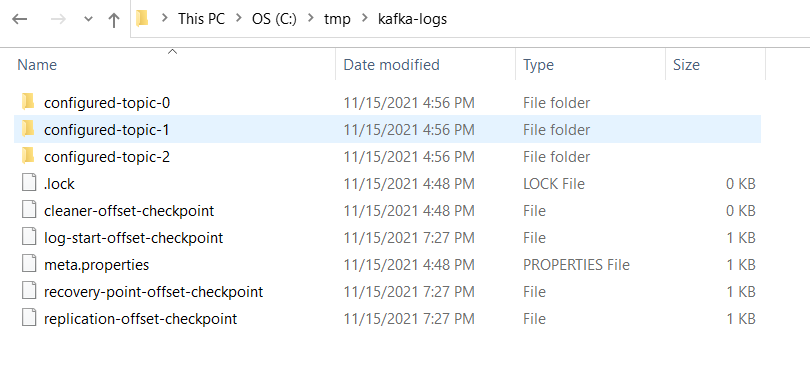 This PC > OS (C:) > tmp > kafka-logs
Name Date modified Type Size
configured-topic-0 11/15/2021 4:56 PM File folder
configured-topic-1 11/15/2021 4:56 PM File folder
configured-topic-2 11/15/2021 4:56 PM File folder
.lock 11/15/2021 4:48 PM LOCK File 0 KB
cleaner-offset-checkpoint 11/15/2021 4:48 PM File 0 KB
log-start-offset-checkpoint 11/15/2021 7:27 PM File 1 KB
meta.properties 11/15/2021 4:48 PM PROPERTIES File 1 KB
recovery-point-offset-checkpoint 11/15/2021 7:27 PM File 1 KB
replication-offset-checkpoint 11/15/2021 7:27 PM File 1 KB